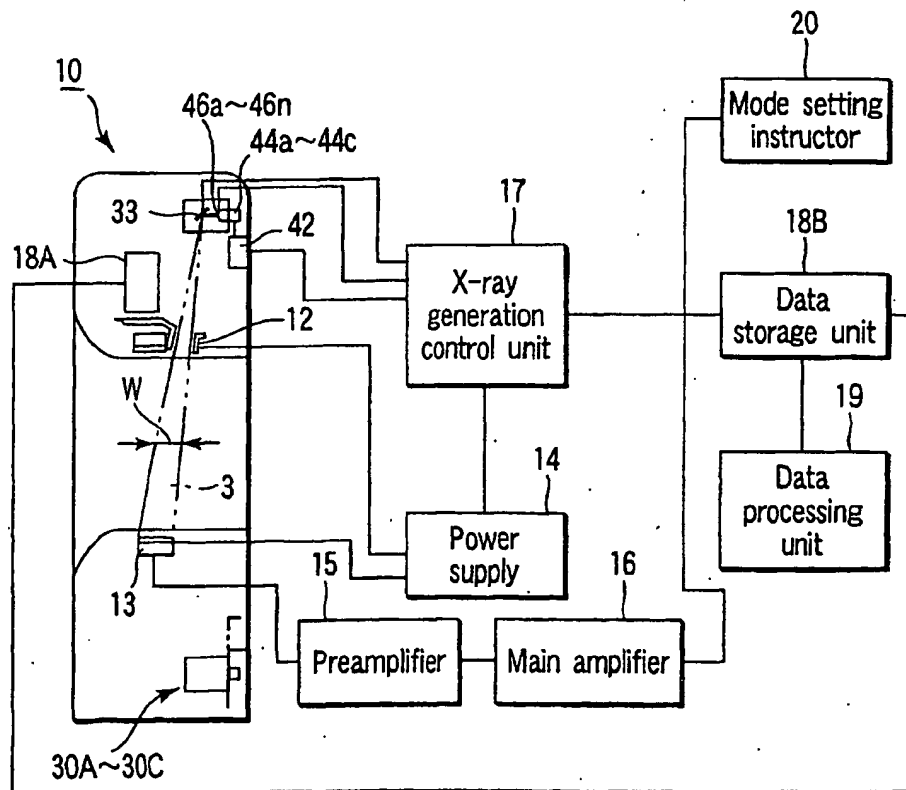 20
10
46a~46n
44a~44c
Mode setting
instructor
17
33
42
18A
18B
X-ray
generation
control unit
Data
storage unit
12
W
19
3
14
Data
processing
unit
Power
supply
15
16
13
Preamplifier
Main amplifier
30A~30C